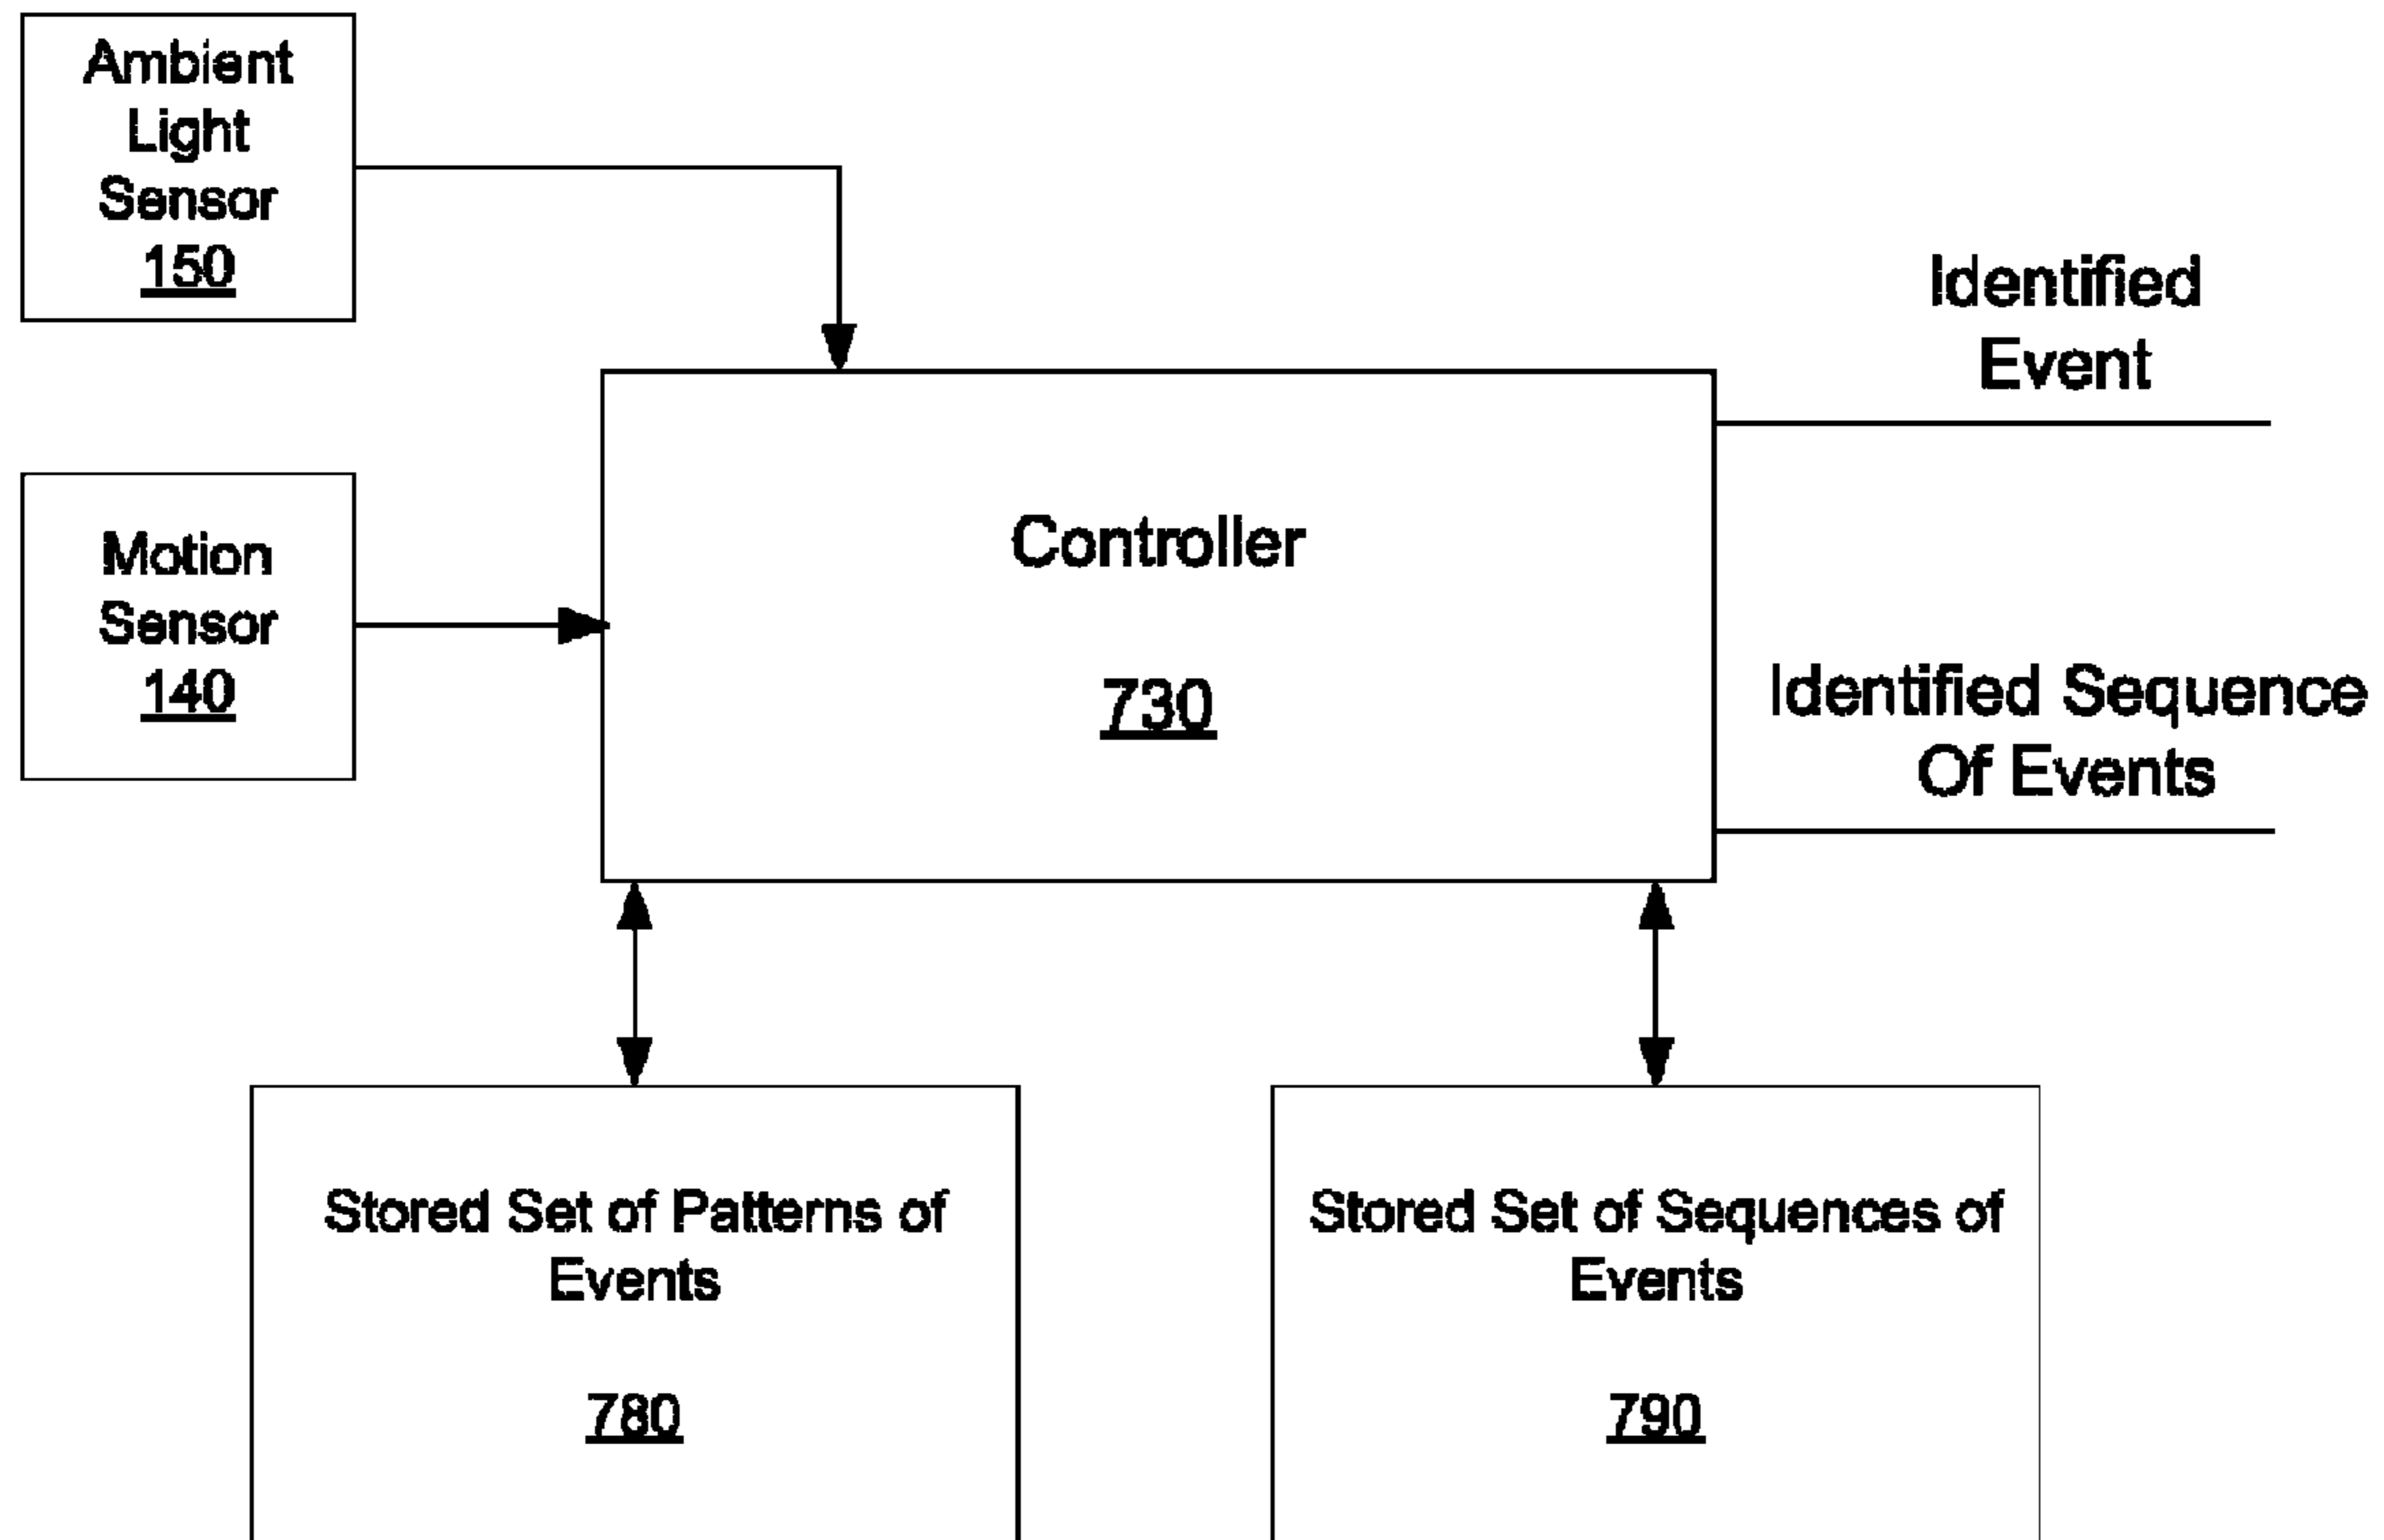 Ambient
Light
Sensor
150
Identified
Event
Motion
Sensor
140
Controller
730
Identified Sequence
Of Events
Stored Set of Patterns of
Events
780
Stored Set of Sequences of
Events
790